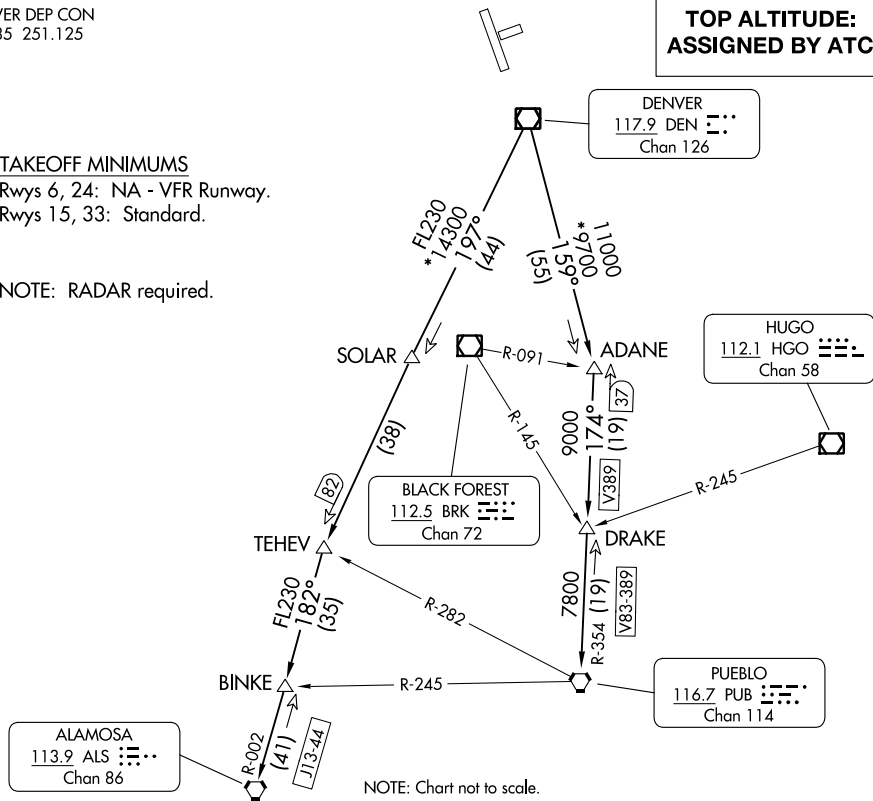 VER DEP CON
35 251.125
TOP ALTITUDE:
ASSIGNED BY ATC
DENVER
117.9 DEN
Chan 126
TAKEOFF MINIMUMS
Rwys 6, 24: NA - VFR Runway.
Rwys 15, 33: Standard.
NOTE: RADAR required.
FL230
*14300
197°
(44)
11000
*9700
159°
(55)
SOLAR
R-091
ADANE
HUGO
112.1 HGO
Chan 58
37
(38)
R-145
9000
174°
(19)
V389
R-245
82
BLACK FOREST
112.5 BRK
Chan 72
TEHEV
DRAKE
FL230
182°
(35)
R-282
7800
R-354 (19)
V83-389
BINKE
R-245
PUEBLO
116.7 PUB
Chan 114
ALAMOSA
113.9 ALS
Chan 86
R-002
(41)
J13-44
NOTE: Chart not to scale.